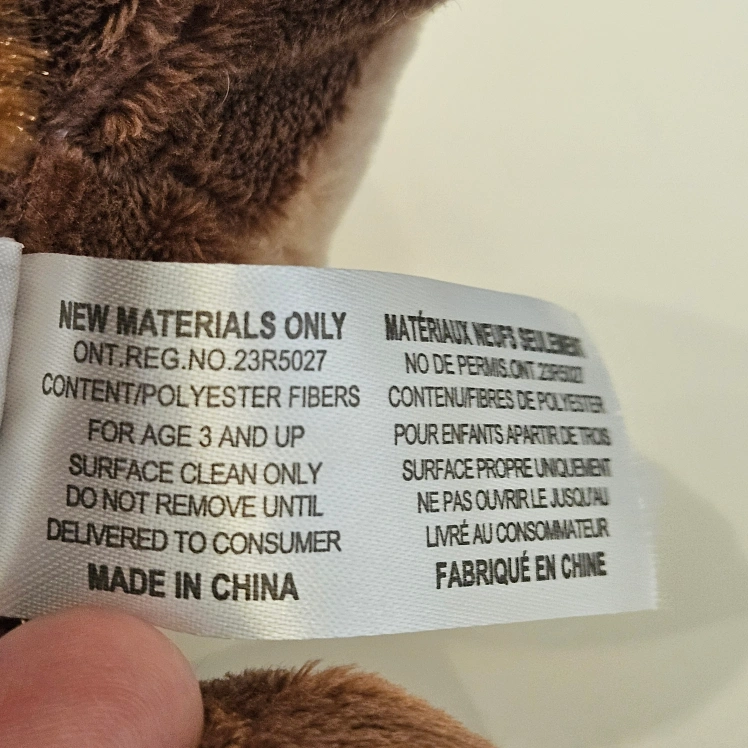 NEW MATERIALS ONLY
ONT.REG.NO.23R5027
CONTENT/POLYESTER FIBERS
FOR AGE 3 AND UP
SURFACE CLEAN ONLY
DO NOT REMOVE UNTIL
DELIVERED TO CONSUMER
MADE IN CHINA
MATÉRIAUX NEUFS SEULEMENT
NO DE PERMIS.ONT.23R5027
CONTENU/FIBRES DE POLYESTER
POUR ENFANTS APARTIR DE TROIS
SURFACE PROPRE UNIQUEMENT
NE PAS OUVRIR LE JUSQU'AU
LIVRÉ AU CONSOMMATEUR
FABRIQUÉ EN CHINE